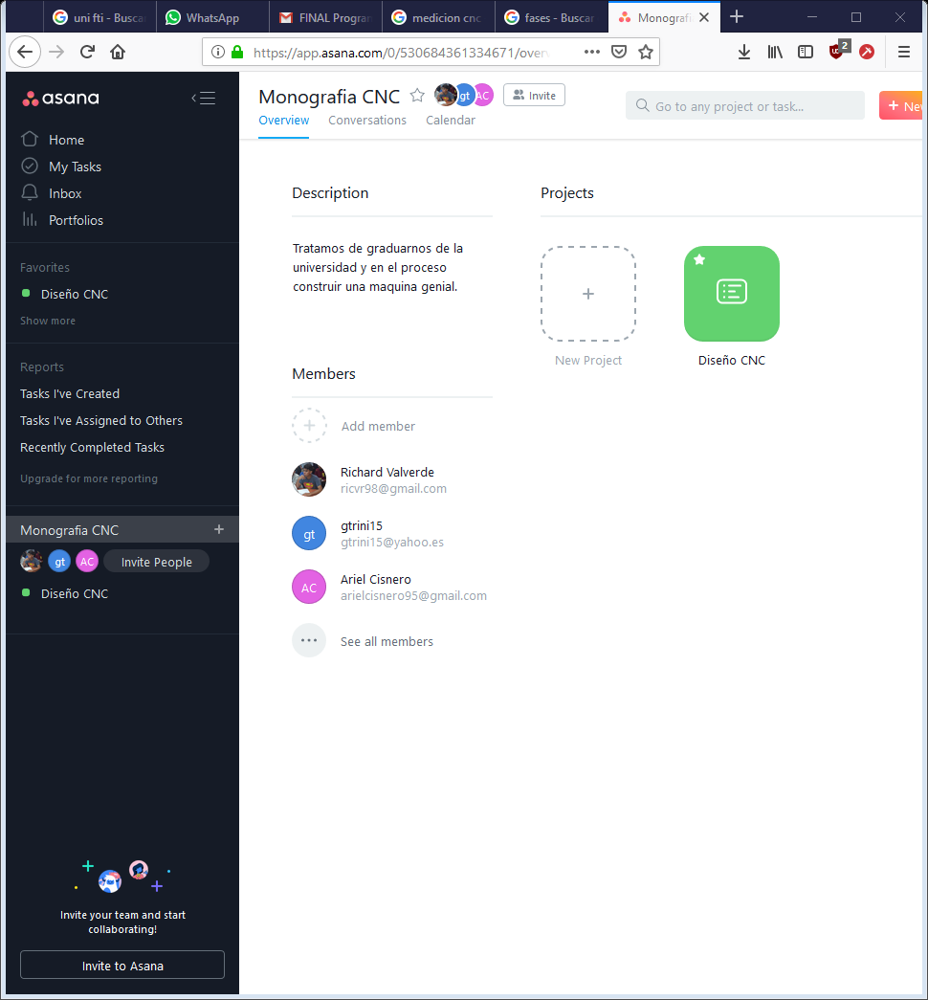 uni fti - Busca
WhatsApp
FINAL Program
medicion cnc
fases - Buscar
Monografi
https://app.asana.com/0/530684361334671/over
2
asana
Monografia CNC
gt
AC
Invite
Overview
Conversations
Calendar
Go to any project or task...
+ New
Home
My Tasks
Inbox
Portfolios
Favorites
Diseño CNC
Show more
Reports
Tasks I've Created
Tasks I've Assigned to Others
Recently Completed Tasks
Upgrade for more reporting
Monografia CNC
gt
AC
Invite People
Diseño CNC
Invite your team and start
collaborating!
Invite to Asana
Description
Tratamos de graduarnos de la
universidad y en el proceso
construir una maquina genial.
Members
Add member
Richard Valverde
ricvr98@gmail.com
gt
gtrini15
gtrini15@yahoo.es
AC
Ariel Cisnero
arielcisnero95@gmail.com
See all members
Projects
New Project
Diseño CNC